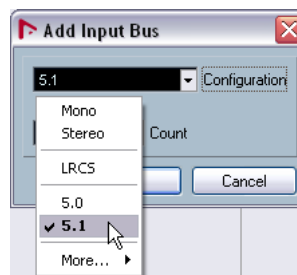 Add Input Bus
5.1 Configuration
Mono
Stereo
Count
LRCS
Cancel
5.0
5.1
More...